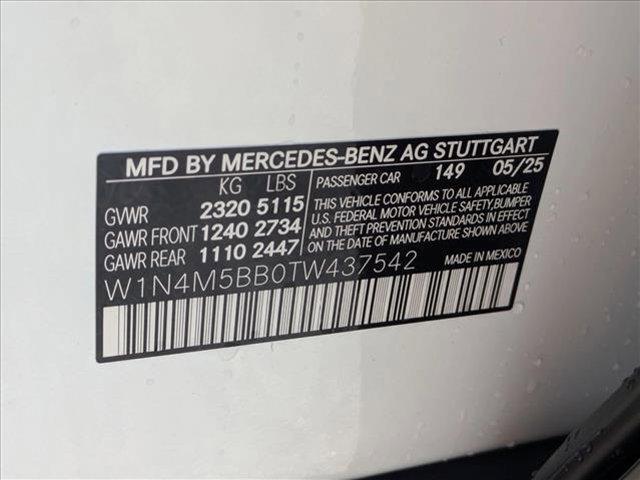 MFD BY MERCEDES-BENZ AG STUTTGART
KG LBS
GVWR 2320 5115
GAWR FRONT 1240 2734
GAWR REAR 1110 2447
PASSENGER CAR 149 05/25
THIS VEHICLE CONFORMS TO ALL APPLICABLE
U.S. FEDERAL MOTOR VEHICLE SAFETY, BUMPER
AND THEFT PREVENTION STANDARDS IN EFFECT
ON THE DATE OF MANUFACTURE SHOWN ABOVE.
W1N4M5BB0TW437542
MADE IN MEXICO